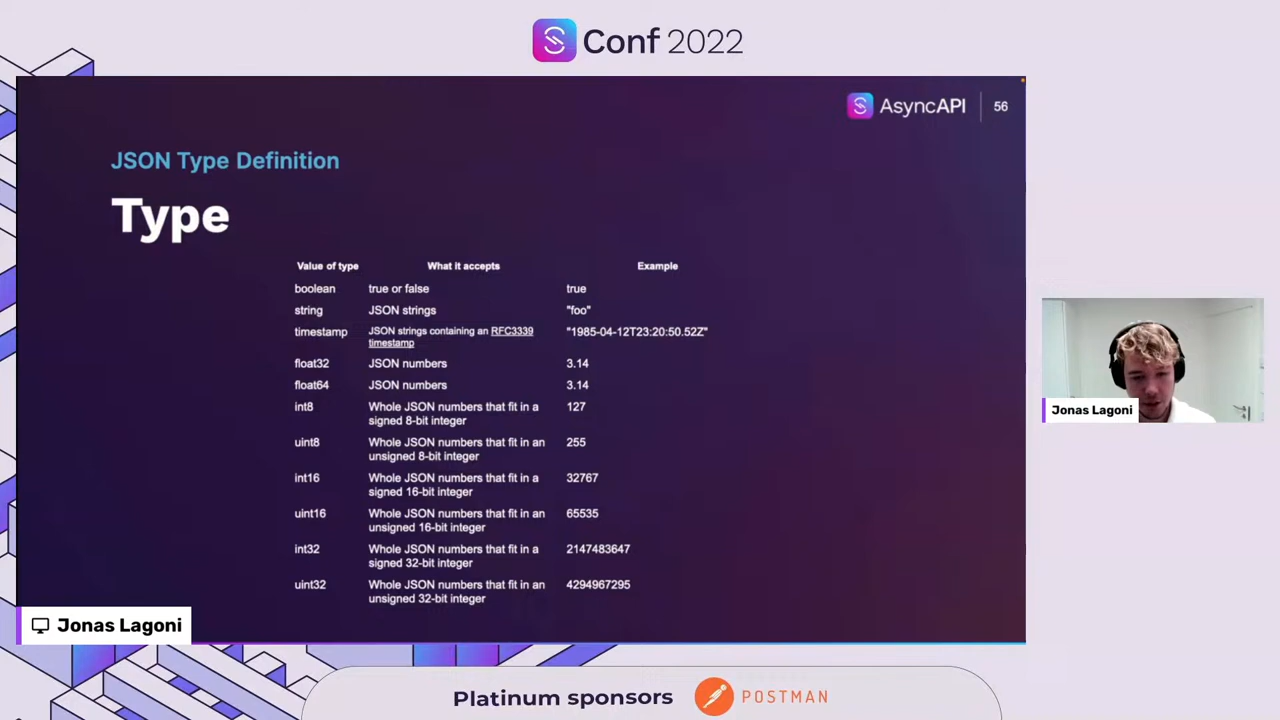 Conf 2022
AsyncAPI 56
JSON Type Definition
Type
Value of type What it accepts Example
boolean true or false true
string JSON strings "foo"
timestamp JSON strings containing an RFC3339 timestamp "1985-04-12T23:20:50.52Z"
float32 JSON numbers 3.14
float64 JSON numbers 3.14
int8 Whole JSON numbers that fit in a signed 8-bit integer 127
uint8 Whole JSON numbers that fit in an unsigned 8-bit integer 255
int16 Whole JSON numbers that fit in a signed 16-bit integer 32767
uint16 Whole JSON numbers that fit in an unsigned 16-bit integer 65535
int32 Whole JSON numbers that fit in a signed 32-bit integer 2147483647
uint32 Whole JSON numbers that fit in an unsigned 32-bit integer 4294967295
Jonas Lagoni
Jonas Lagoni
Platinum sponsors POSTMAN